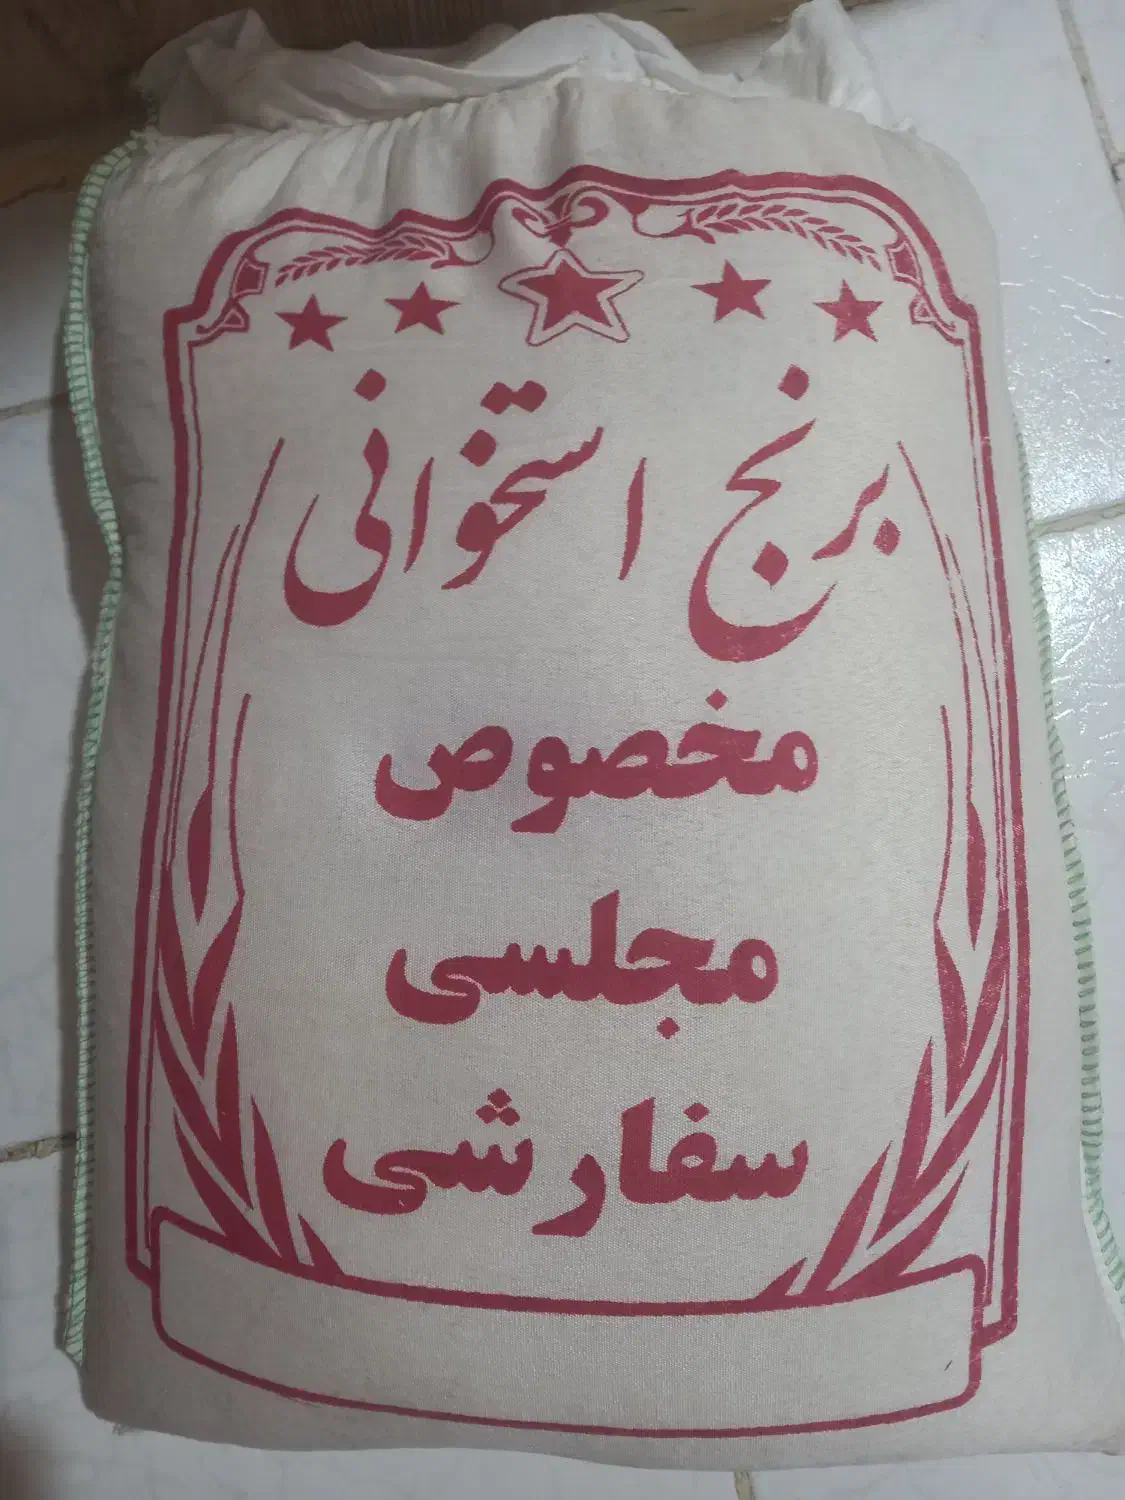 برنج استخوانی
مخصوص
مجلسی
سفارشی